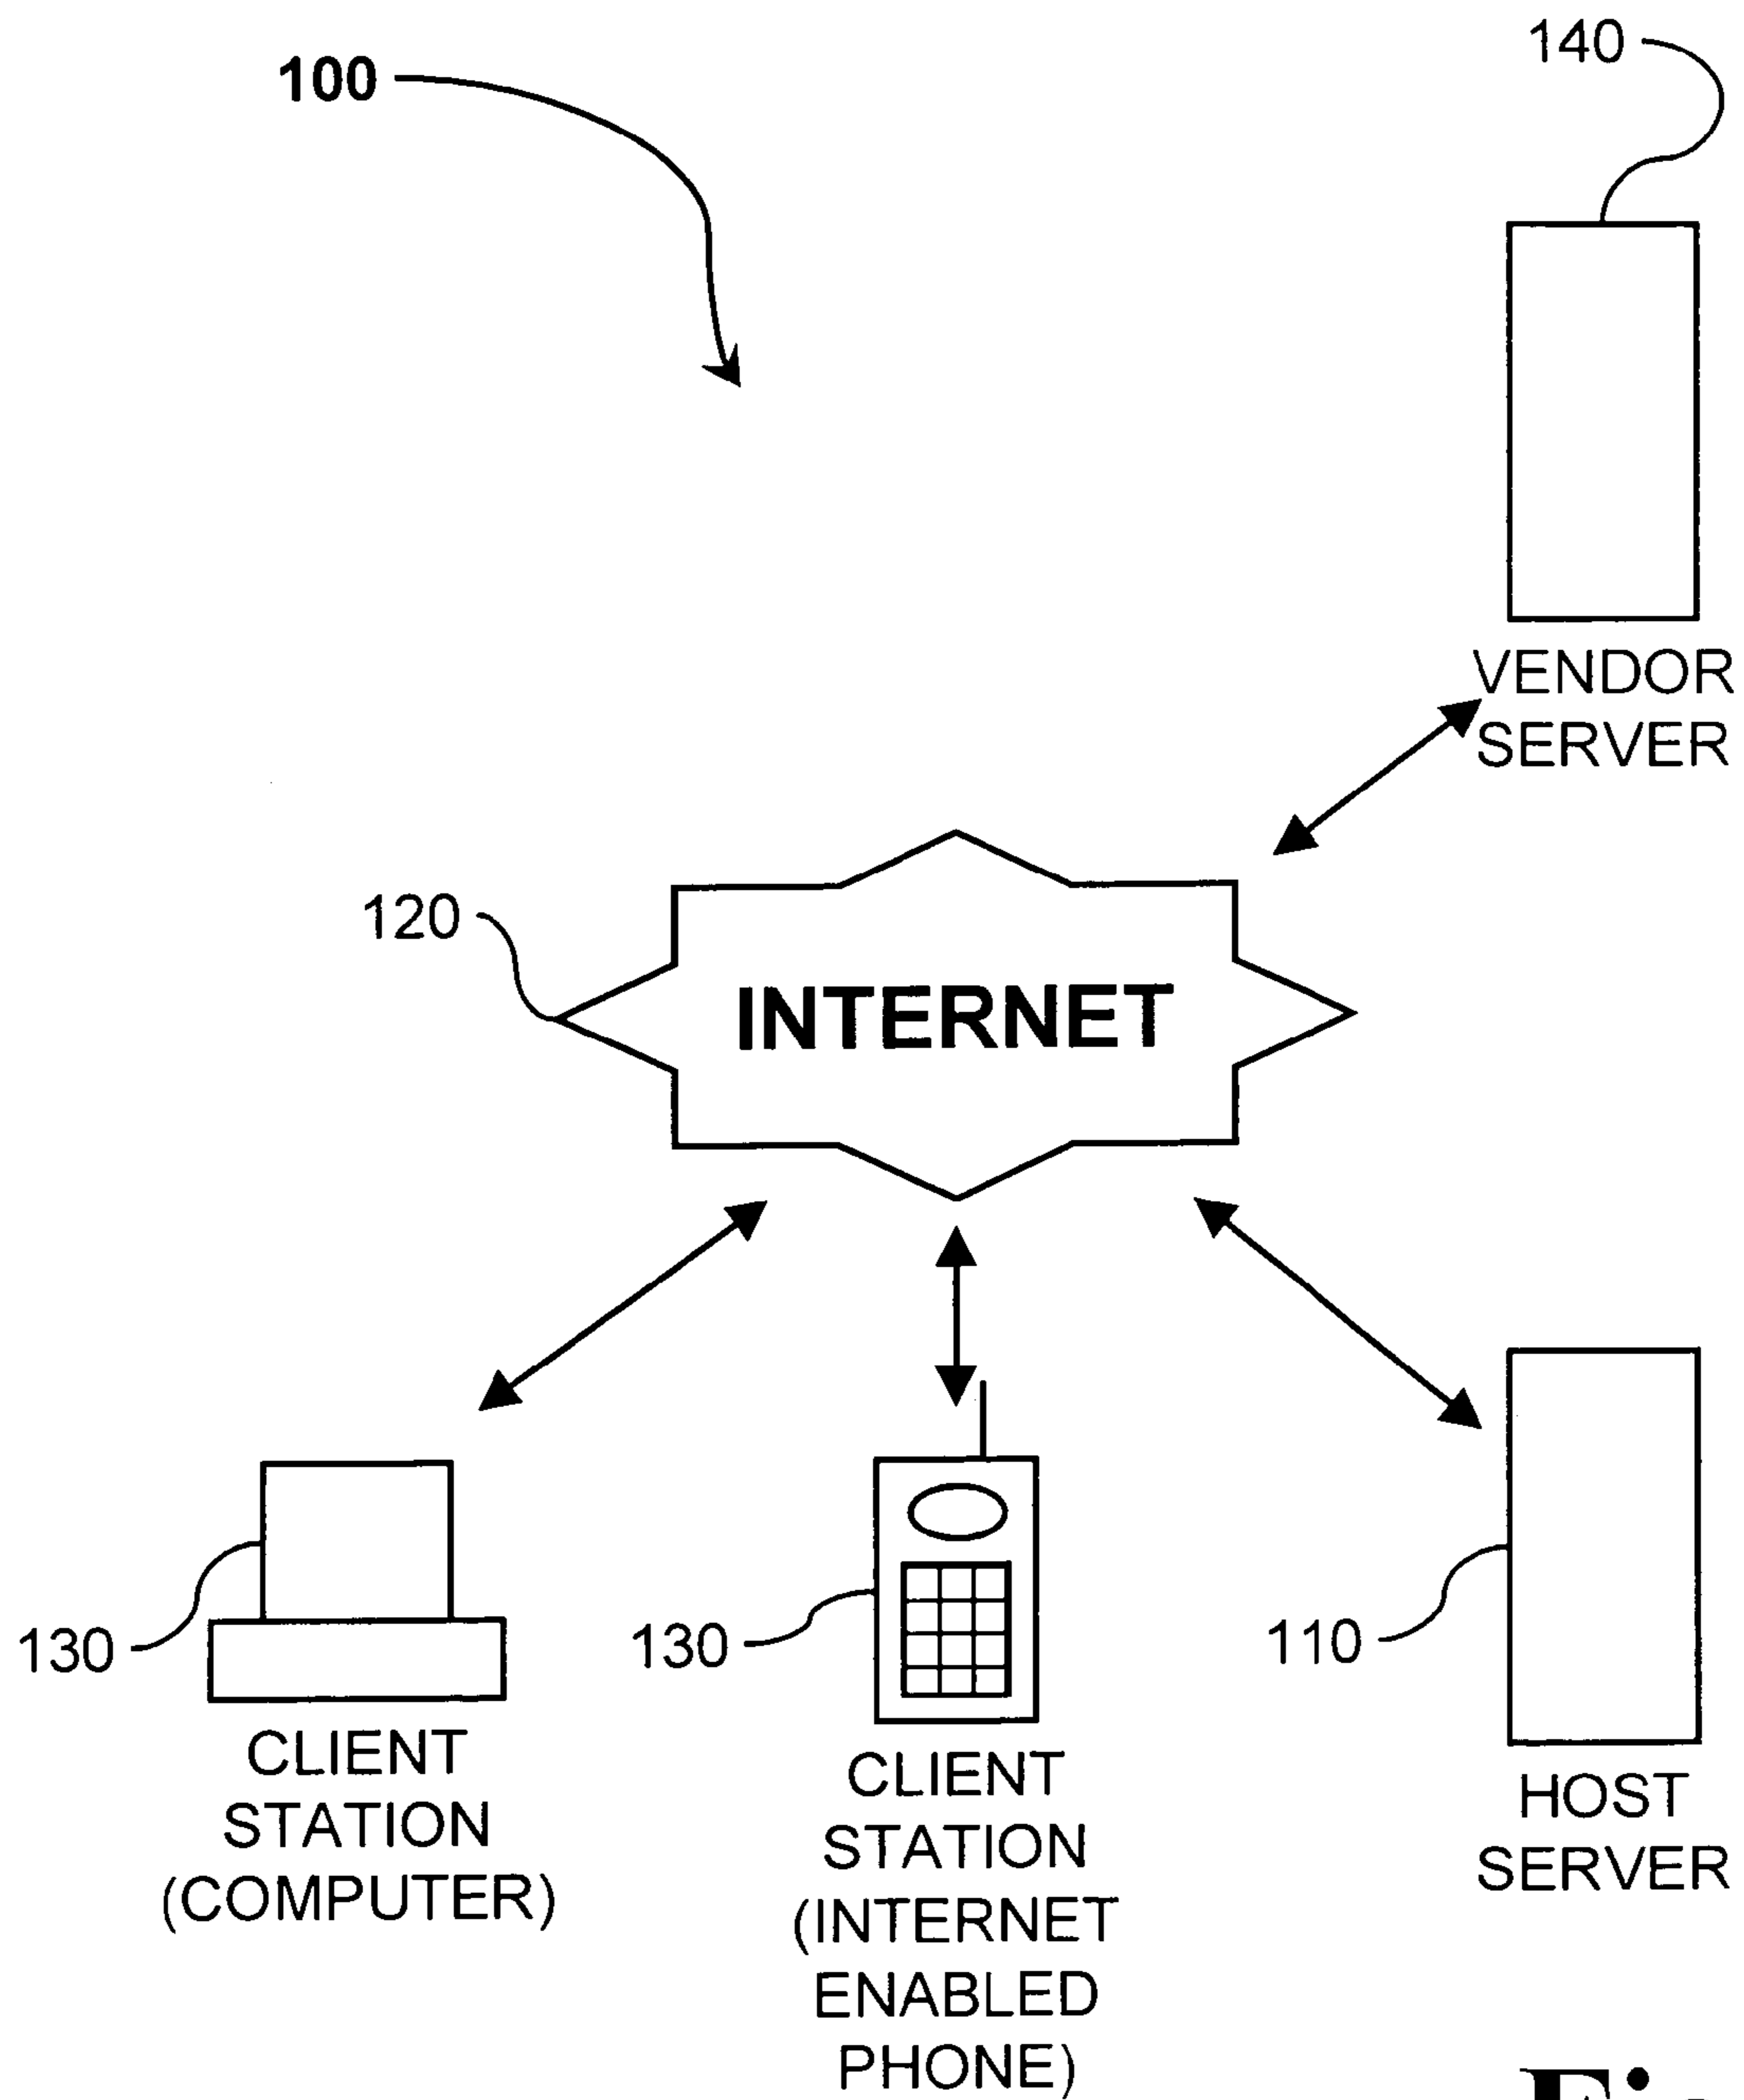 100
140
VENDOR
SERVER
120
INTERNET
130
130
110
CLIENT
STATION
(COMPUTER)
CLIENT
STATION
(INTERNET
ENABLED
PHONE)
HOST
SERVER